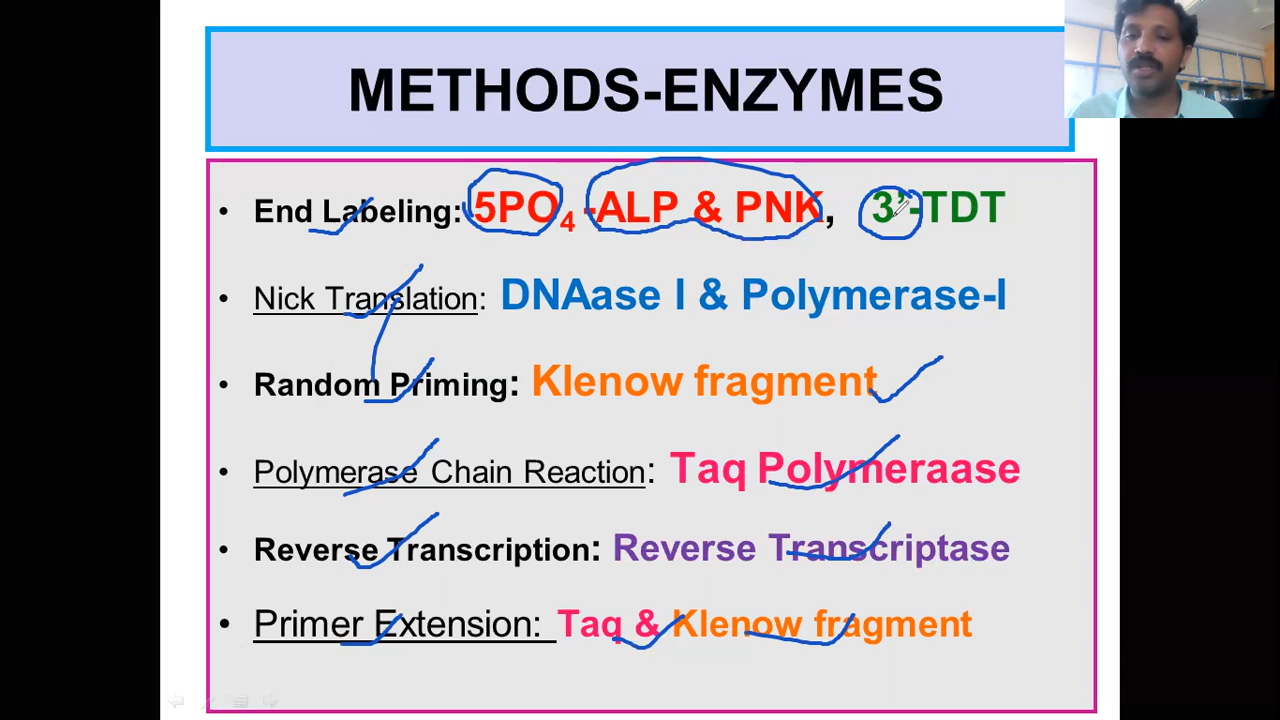 METHODS-ENZYMES
• End Labeling: 5PO4 -ALP & PNK, 3'-TDT
• Nick Translation: DNAase I & Polymerase-I
• Random Priming: Klenow fragment
• Polymerase Chain Reaction: Taq Polymeraase
• Reverse Transcription: Reverse Transcriptase
• Primer Extension: Taq & Klenow fragment